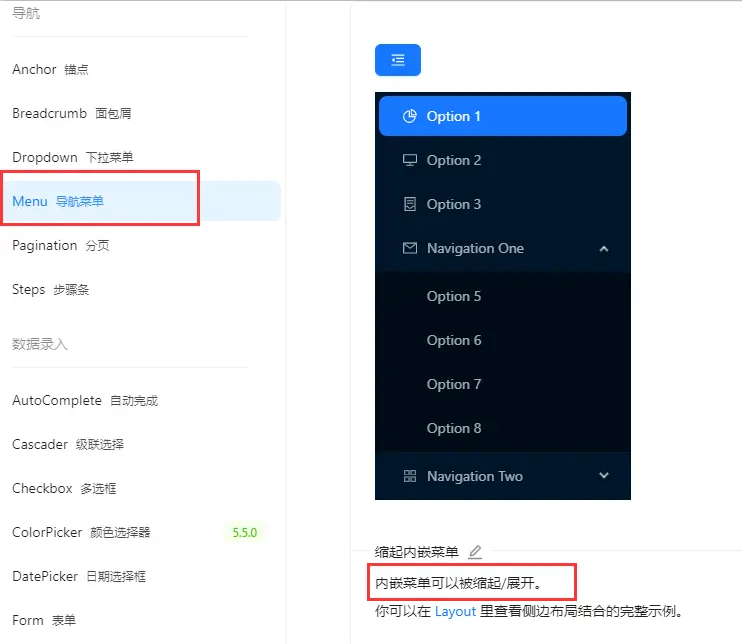 导航
Anchor 锚点
Breadcrumb 面包屑
Dropdown 下拉菜单
Menu 导航菜单
Pagination 分页
Steps 步骤条
数据录入
AutoComplete 自动完成
Cascader 级联选择
Checkbox 多选框
ColorPicker 颜色选择器 5.5.0
DatePicker 日期选择框
Form 表单
Option 1
Option 2
Option 3
Navigation One
Option 5
Option 6
Option 7
Option 8
Navigation Two
缩起内嵌菜单
内嵌菜单可以被缩起/展开。
你可以在 Layout 里查看侧边布局结合的完整示例。